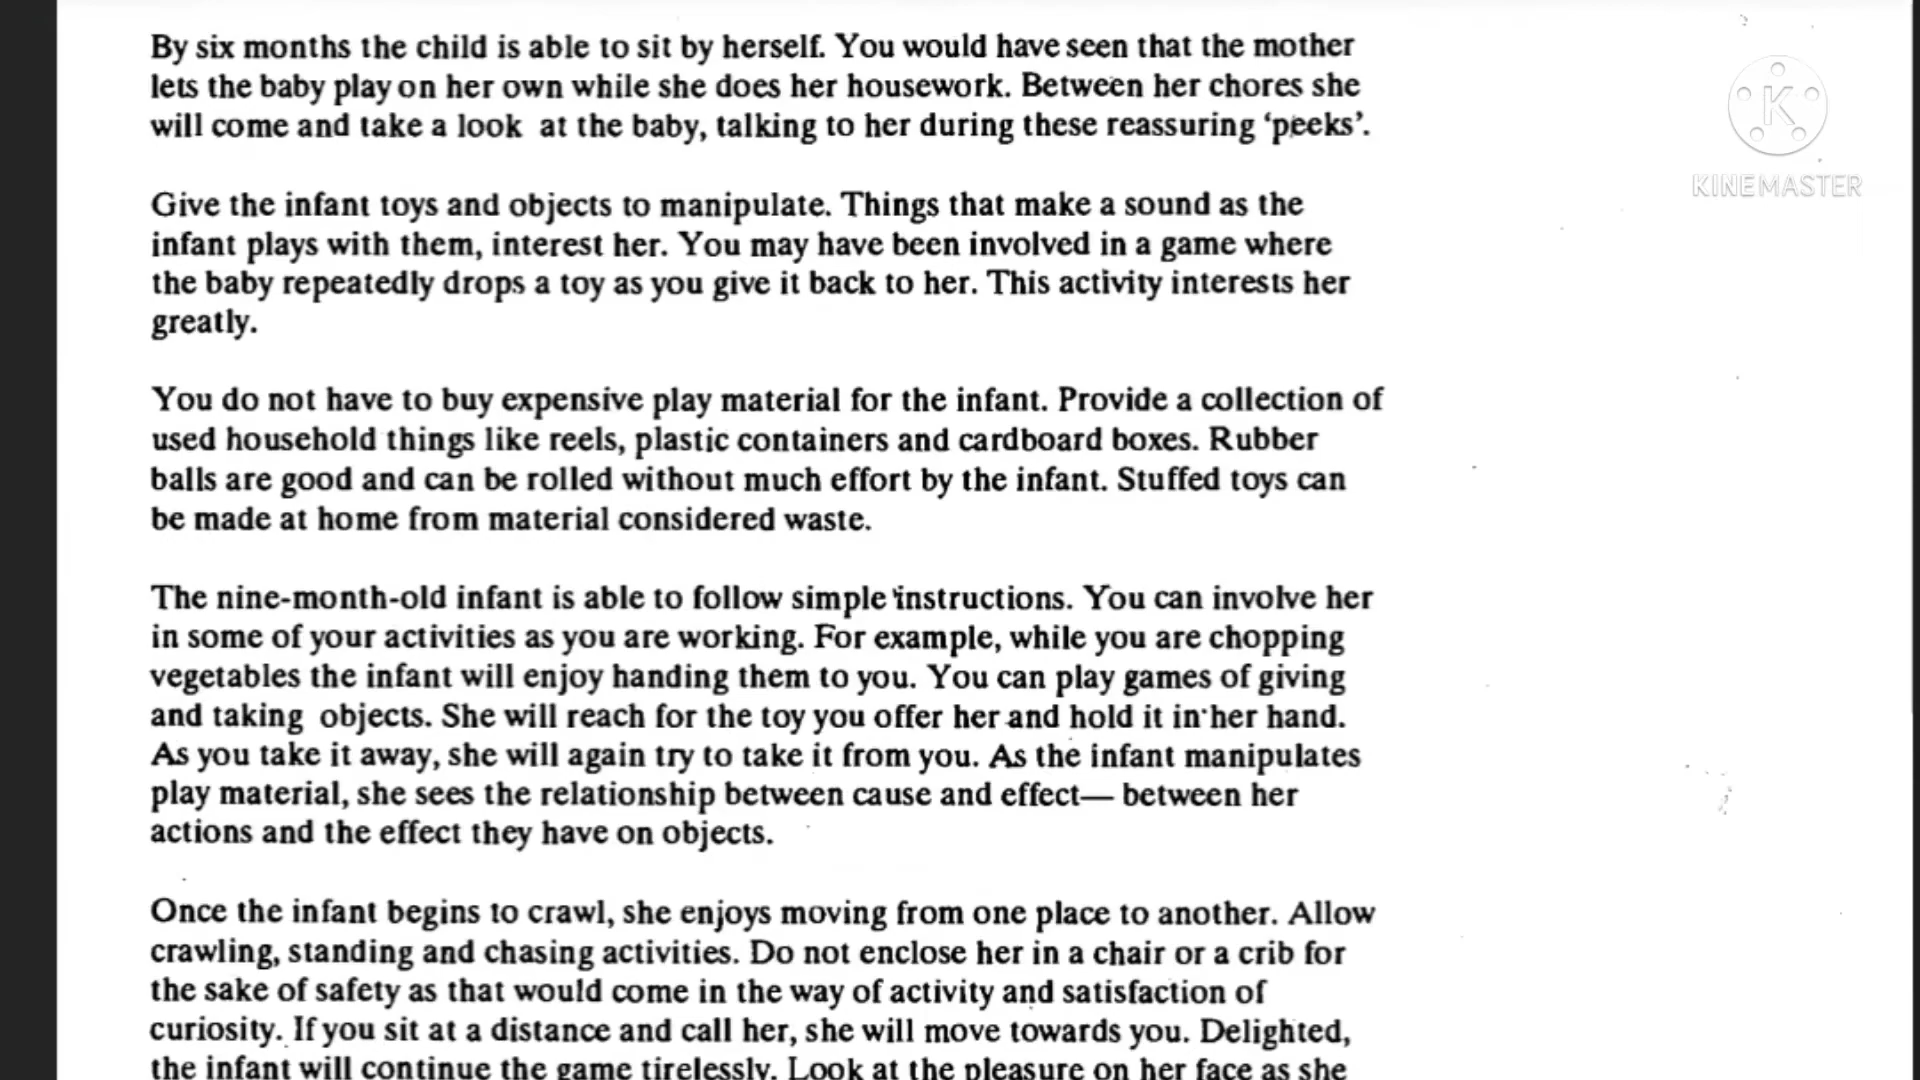 By six months the child is able to sit by herself. You would have seen that the mother
lets the baby play on her own while she does her housework. Between her chores she
will come and take a look at the baby, talking to her during these reassuring ‘peeks’.
Give the infant toys and objects to manipulate. Things that make a sound as the
infant plays with them, interest her. You may have been involved in a game where
the baby repeatedly drops a toy as you give it back to her. This activity interests her
greatly.
You do not have to buy expensive play material for the infant. Provide a collection of
used household things like reels, plastic containers and cardboard boxes. Rubber
balls are good and can be rolled without much effort by the infant. Stuffed toys can
be made at home from material considered waste.
The nine-month-old infant is able to follow simple instructions. You can involve her
in some of your activities as you are working. For example, while you are chopping
vegetables the infant will enjoy handing them to you. You can play games of giving
and taking objects. She will reach for the toy you offer her and hold it in her hand.
As you take it away, she will again try to take it from you. As the infant manipulates
play material, she sees the relationship between cause and effect— between her
actions and the effect they have on objects.
Once the infant begins to crawl, she enjoys moving from one place to another. Allow
crawling, standing and chasing activities. Do not enclose her in a chair or a crib for
the sake of safety as that would come in the way of activity and satisfaction of
curiosity. If you sit at a distance and call her, she will move towards you. Delighted,
the infant will continue the game tirelessly. Look at the pleasure on her face as she
K
KINEMASTER